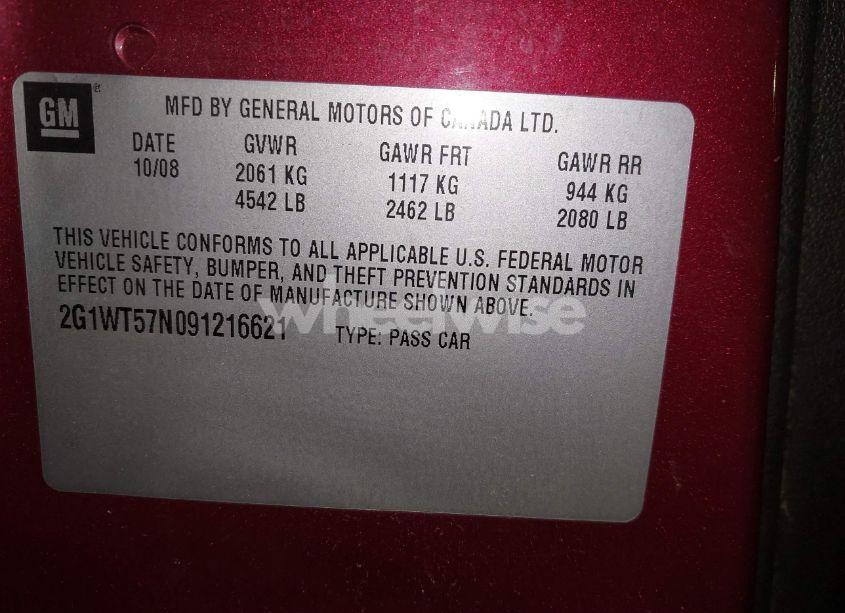 GM
MFD BY GENERAL MOTORS OF CANADA LTD.
DATE GVWR GAWR FRT GAWR RR
10/08 2061 KG 1117 KG 944 KG
4542 LB 2462 LB 2080 LB
THIS VEHICLE CONFORMS TO ALL APPLICABLE U.S. FEDERAL MOTOR
VEHICLE SAFETY, BUMPER, AND THEFT PREVENTION STANDARDS IN
EFFECT ON THE DATE OF MANUFACTURE SHOWN ABOVE.
2G1WT57N091216621 TYPE: PASS CAR
wheelwise